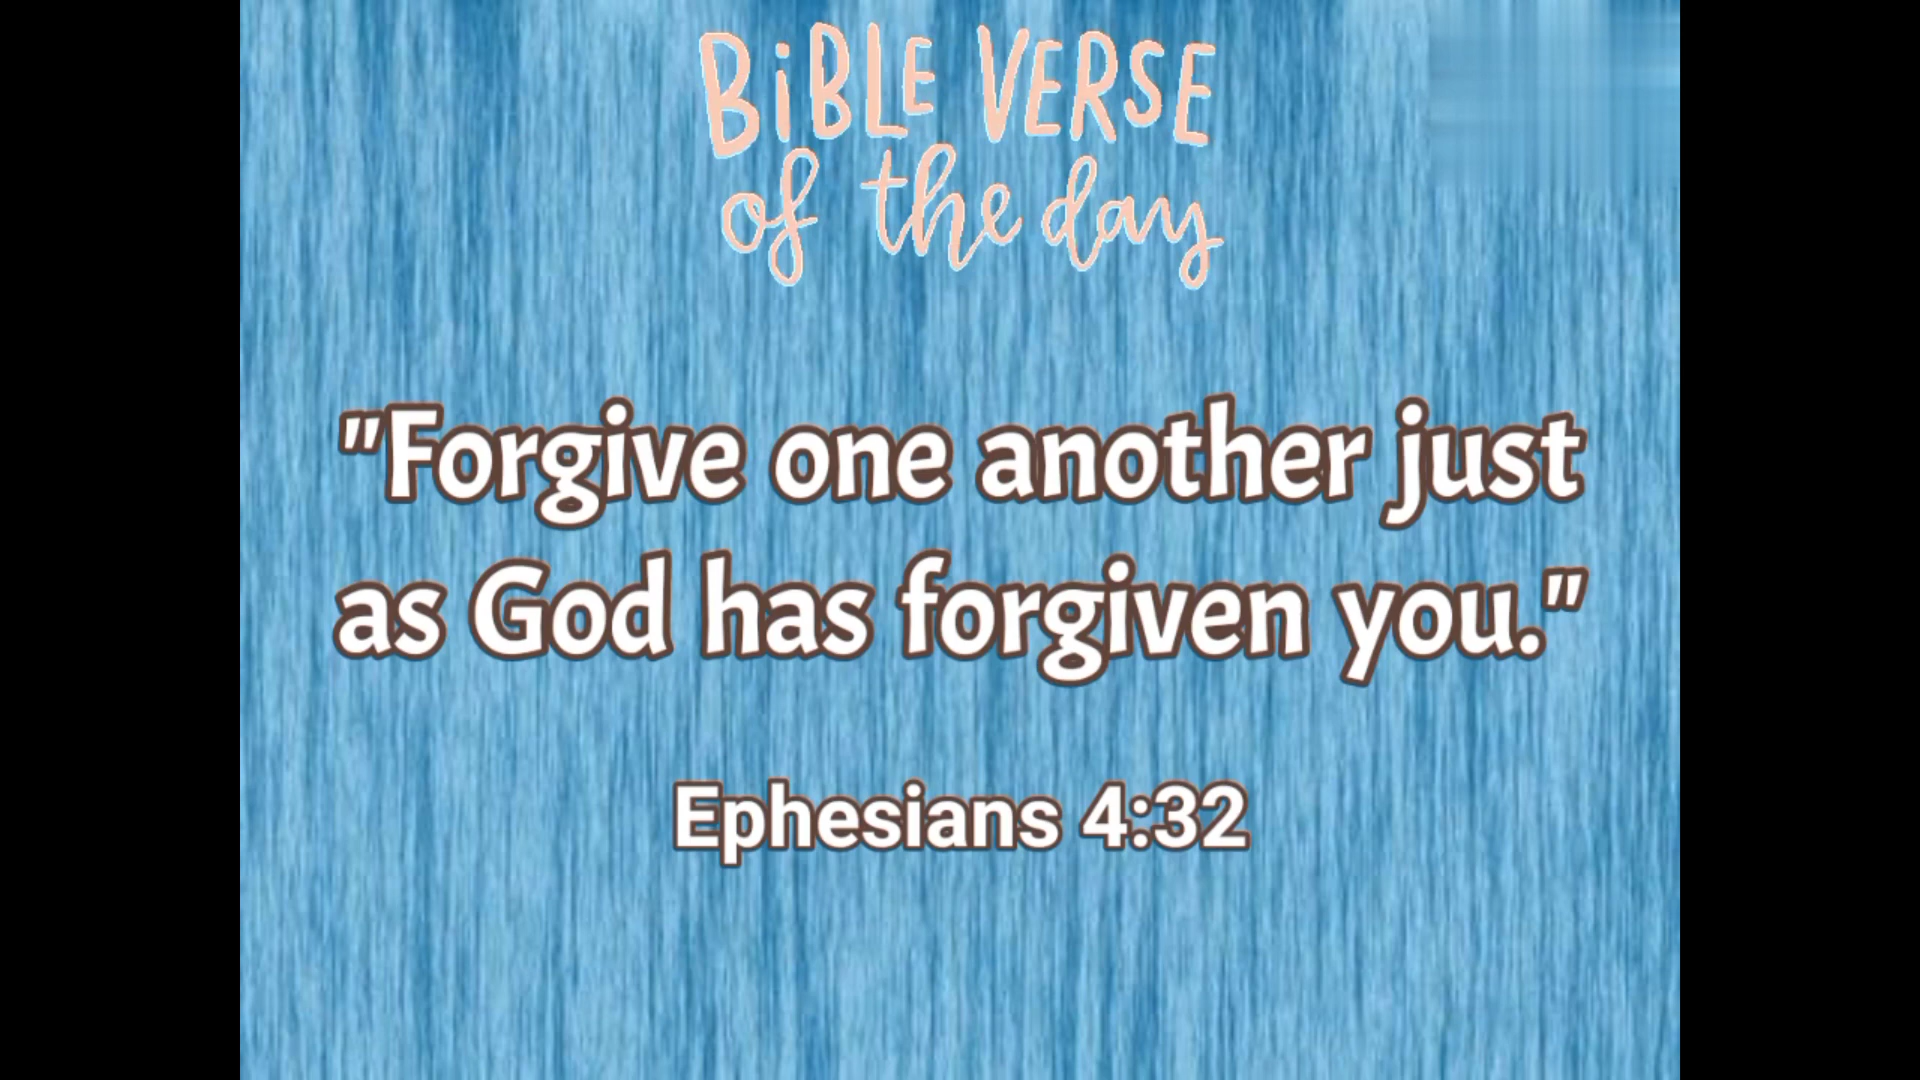 BiBLE VERSE
of the day
"Forgive one another just
as God has forgiven you."
Ephesians 4:32